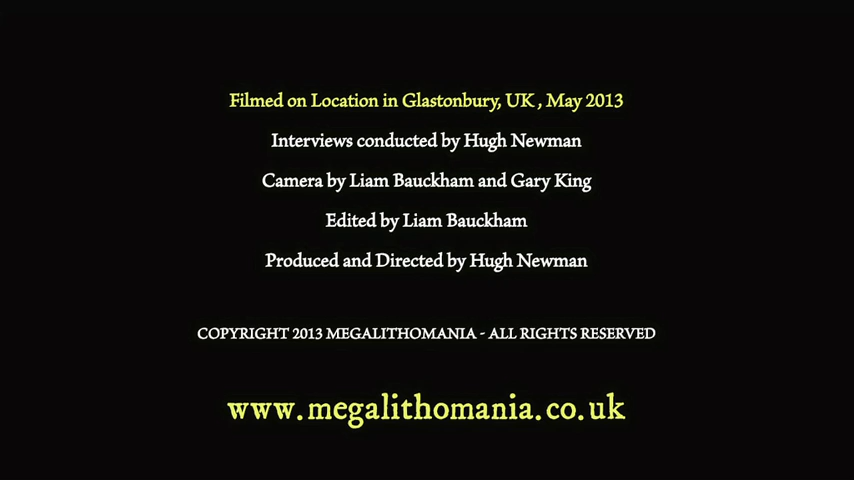 Filmed on Location in Glastonbury, UK , May 2013
Interviews conducted by Hugh Newman
Camera by Liam Bauckham and Gary King
Edited by Liam Bauckham
Produced and Directed by Hugh Newman
COPYRIGHT 2013 MEGALITHOMANIA - ALL RIGHTS RESERVED
www.megalithomania.co.uk